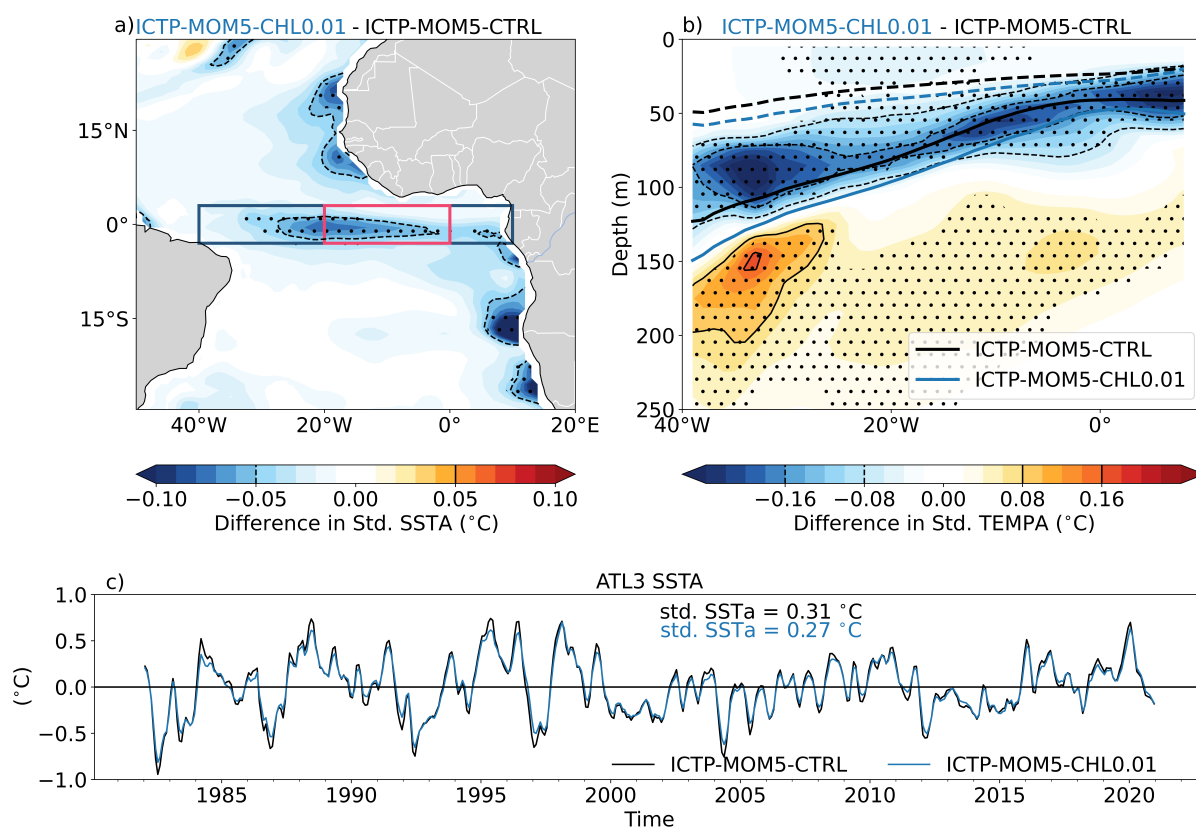 a) ICTP-MOM5-CHL0.01 - ICTP-MOM5-CTRL
15°N
0°
15°S
40°W 20°W 0° 20°E
−0.10 −0.05 0.00 0.05 0.10
Difference in Std. SSTA (°C)
b) ICTP-MOM5-CHL0.01 - ICTP-MOM5-CTRL
0
50
100
150
200
250
Depth (m)
ICTP-MOM5-CTRL
ICTP-MOM5-CHL0.01
40°W 20°W 0°
−0.16 −0.08 0.00 0.08 0.16
Difference in Std. TEMPA (°C)
c) ATL3 SSTA
1.0
0.5
0.0
−0.5
−1.0
(°C)
std. SSTa = 0.31 °C
std. SSTa = 0.27 °C
ICTP-MOM5-CTRL ICTP-MOM5-CHL0.01
1985 1990 1995 2000 2005 2010 2015 2020
Time